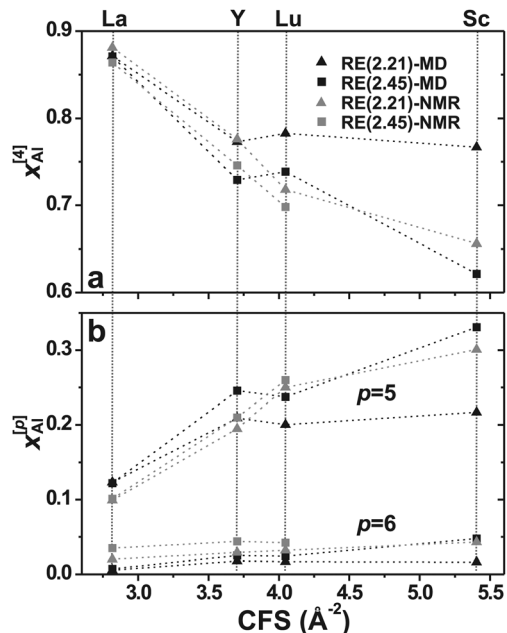 La Y Lu Sc
0.9
RE(2.21)-MD
RE(2.45)-MD
RE(2.21)-NMR
RE(2.45)-NMR
0.8
x[4]Al
0.7
0.6
a
b
0.3
p=5
x[p]Al
0.2
0.1
p=6
0.0
3.0 3.5 4.0 4.5 5.0 5.5
CFS (Å-2)